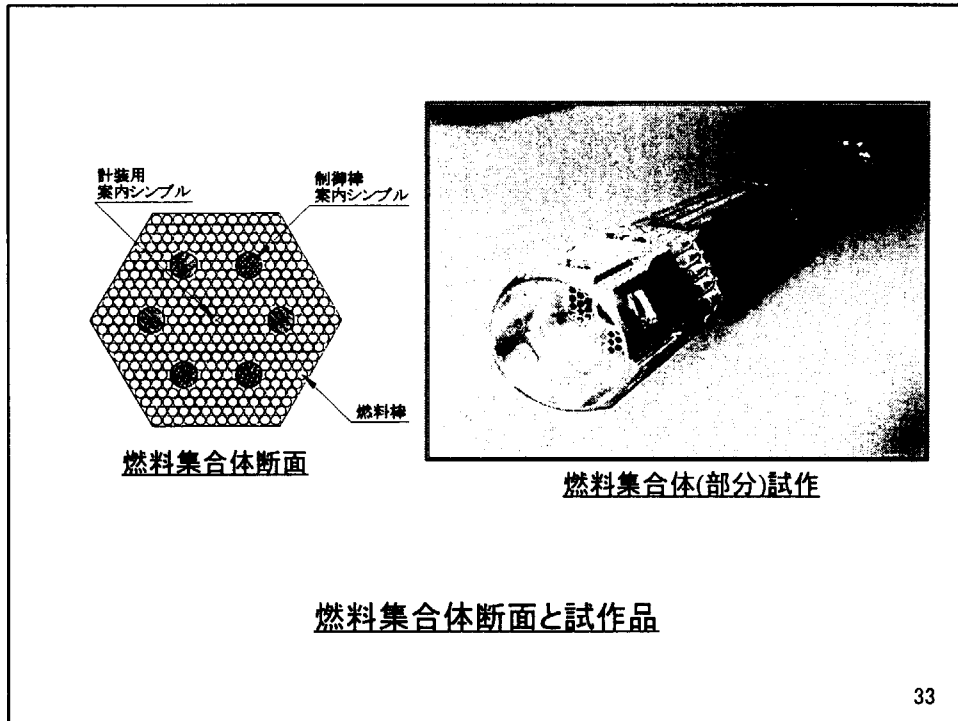 計装用
案内シンプル
制御棒
案内シンプル
燃料棒
燃料集合体断面
燃料集合体(部分)試作
燃料集合体断面と試作品
33